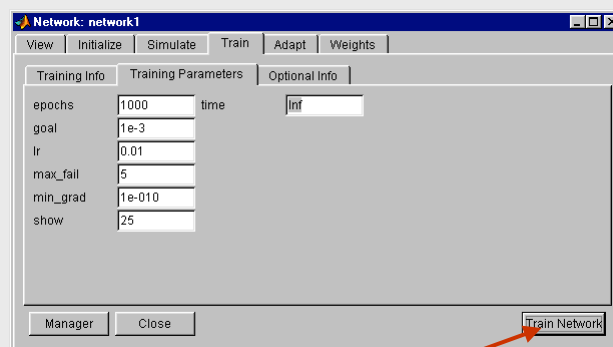 Network: network1
View Initialize Simulate Train Adapt Weights
Training Info Training Parameters Optional Info
epochs 1000 time Inf
goal 1e-3
lr 0.01
max_fail 5
min_grad 1e-010
show 25
Manager Close Train Network